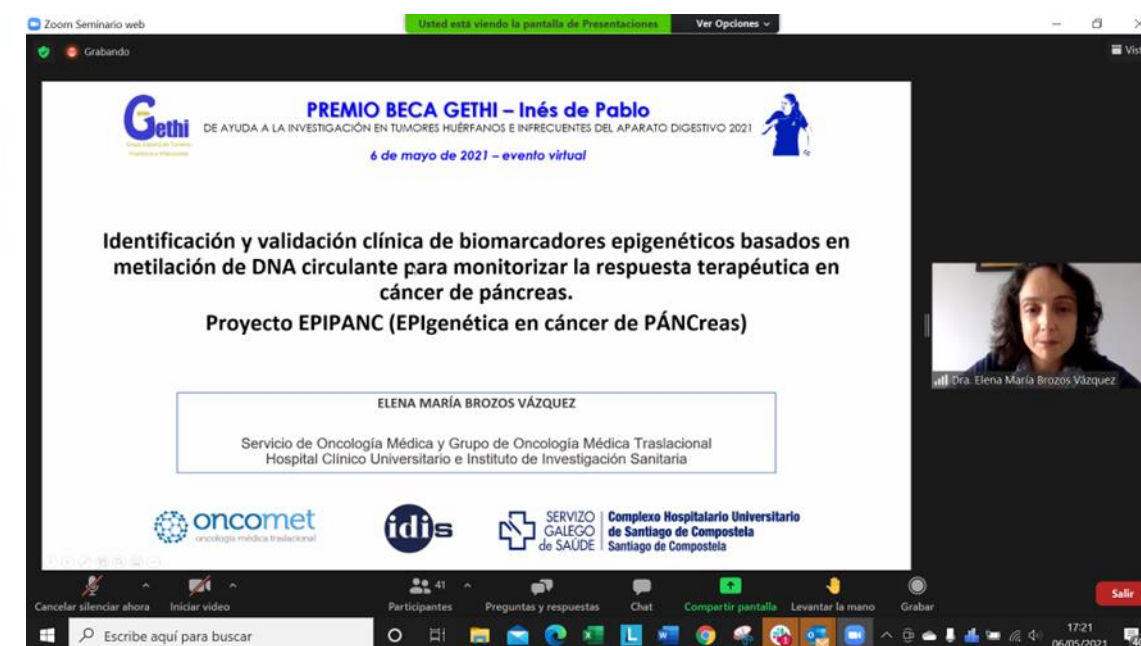 Zoom Seminario web
Usted está viendo la pantalla de Presentaciones
Ver Opciones
Grabando
Vist
Gethi
PREMIO BECA GETHI – Inés de Pablo
DE AYUDA A LA INVESTIGACIÓN EN TUMORES HUÉRFANOS E INFRECUENTES DEL APARATO DIGESTIVO 2021
6 de mayo de 2021 – evento virtual
Identificación y validación clínica de biomarcadores epigenéticos basados en
metilación de DNA circulante para monitorizar la respuesta terapéutica en
cáncer de páncreas.
Proyecto EPIPANC (EPIgenética en cáncer de PÁNCreas)
Dra. Elena María Brozos Vázquez
ELENA MARÍA BROZOS VÁZQUEZ
Servicio de Oncología Médica y Grupo de Oncología Médica Traslacional
Hospital Clínico Universitario e Instituto de Investigación Sanitaria
oncomet
oncología médica traslacional
idis
SERVIZO
GALEGO
de SAÚDE
Complexo Hospitalario Universitario
de Santiago de Compostela
Santiago de Compostela
41
Cancelar silenciar ahora
Iniciar video
Participantes
Preguntas y respuestas
Chat
Compartir pantalla
Levantar la mano
Grabar
Salir
Escribe aquí para buscar
17:21
06/05/2021